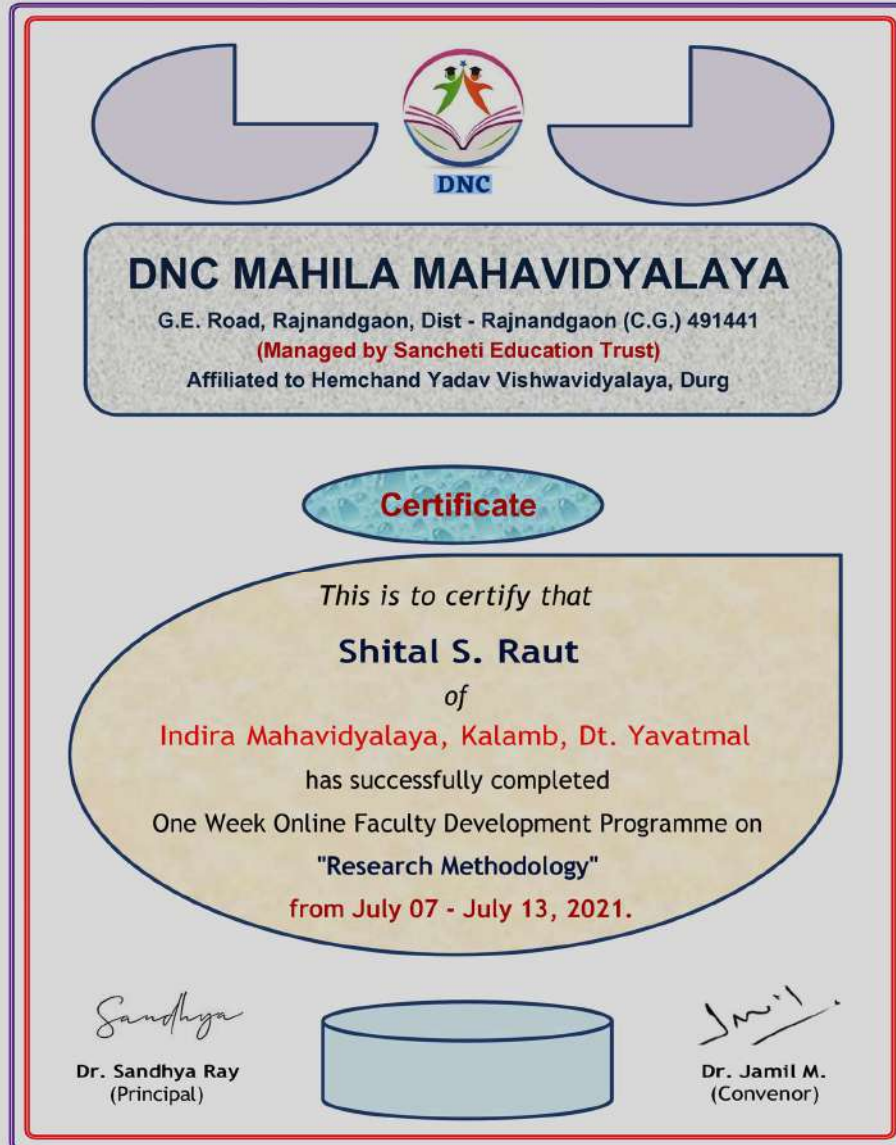 DNC
DNC MAHILA MAHAVIDYALAYA
G.E. Road, Rajnandgaon, Dist - Rajnandgaon (C.G.) 491441
(Managed by Sancheti Education Trust)
Affiliated to Hemchand Yadav Vishwavidyalaya, Durg
Certificate
This is to certify that
Shital S. Raut
of
Indira Mahavidyalaya, Kalamb, Dt. Yavatmal
has successfully completed
One Week Online Faculty Development Programme on
"Research Methodology"
from July 07 - July 13, 2021.
Sandhya
Dr. Sandhya Ray
(Principal)
Jamil
Dr. Jamil M.
(Convenor)